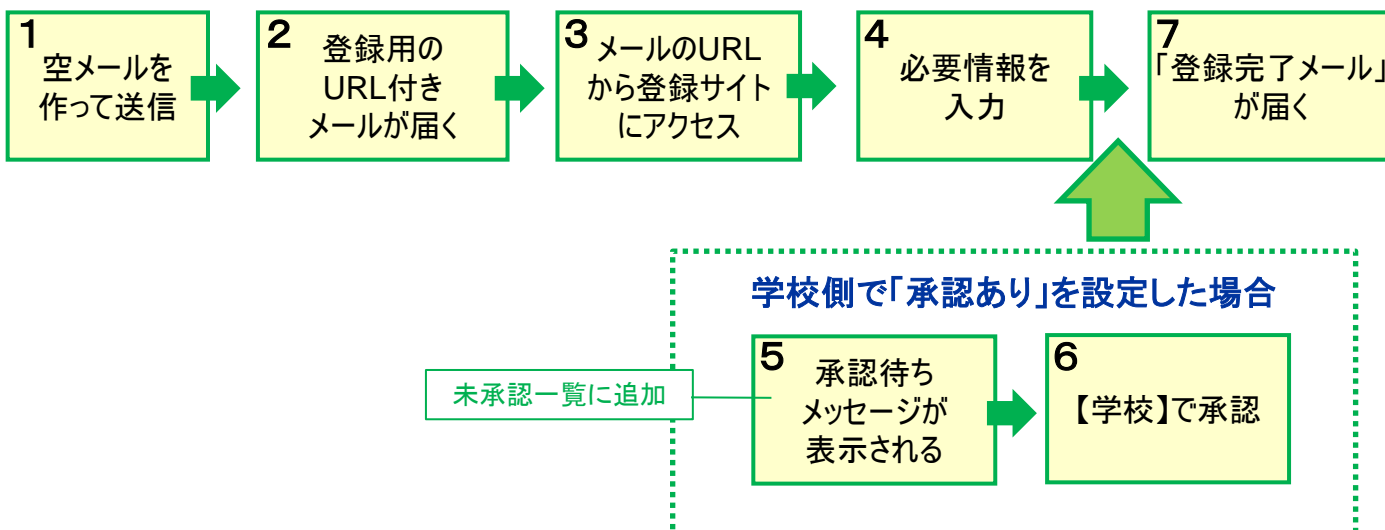 1
空メールを
作って送信
2
登録用の
URL付き
メールが届く
3
メールのURL
から登録サイト
にアクセス
4
必要情報を
入力
7
「登録完了メール」
が届く
学校側で「承認あり」を設定した場合
未承認一覧に追加
5
承認待ち
メッセージが
表示される
6
【学校】で承認